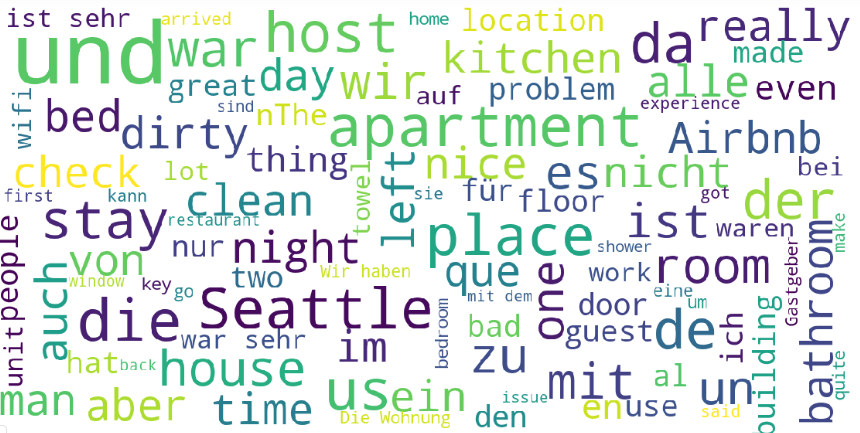 ist sehr
arrived
home
location
da
really
und
war
host
kitchen
made
great
day
wir
problem
alle
even
wifi
bed
sind
nThe
auf
experience
dirty
apartment
Airbnb
check
lot
thing
towel
left
nice
es
nicht
bei
first
kann
clean
sie
für
floor
got
der
stay
restaurant
place
ist
waren
make
people
von
nur
night
shower
window
key
go
two
Wir haben
que
work
room
bathroom
auch
die
Seattle
mit dem
one
door
eine
um
Gastgeber
unit
war sehr
im
bedroom
bad
guest
de
ich
building
hat
back
house
zu
mit
al
un
quite
man
aber
time
us
ein
Die Wohnung
den
issue
en
use
said